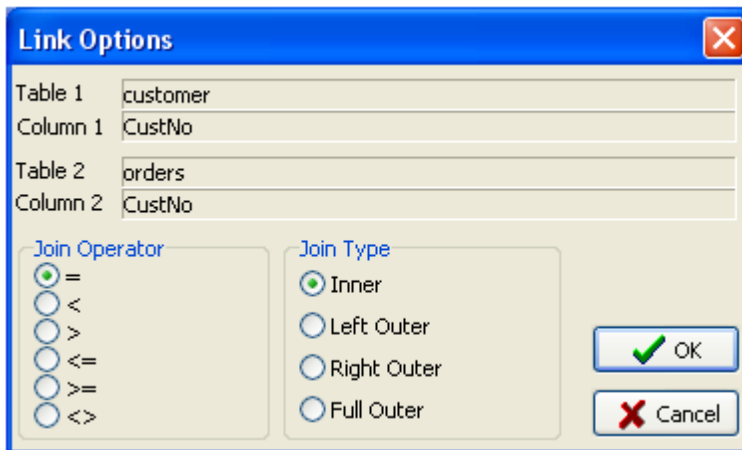 Link Options
Table 1 customer
Column 1 CustNo
Table 2 orders
Column 2 CustNo
Join Operator
=
<
>
<=
>=
<>
Join Type
Inner
Left Outer
Right Outer
Full Outer
OK
Cancel